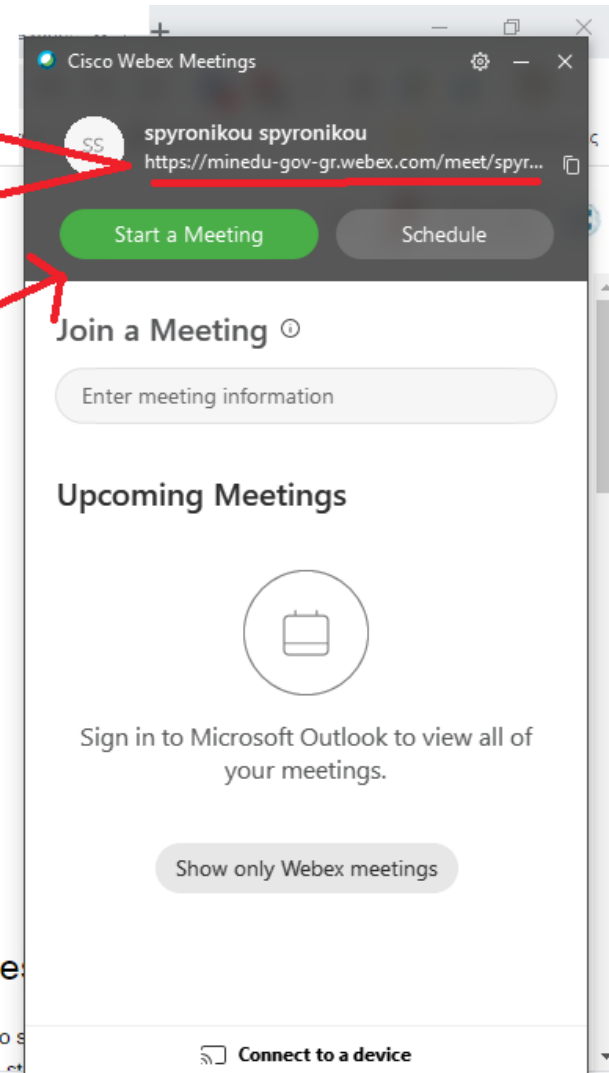 Cisco Webex Meetings
SS
spyronikou spyronikou
https://minedu-gov-gr.webex.com/meet/spyr...
Start a Meeting
Schedule
Join a Meeting
Enter meeting information
Upcoming Meetings
Sign in to Microsoft Outlook to view all of
your meetings.
Show only Webex meetings
Connect to a device